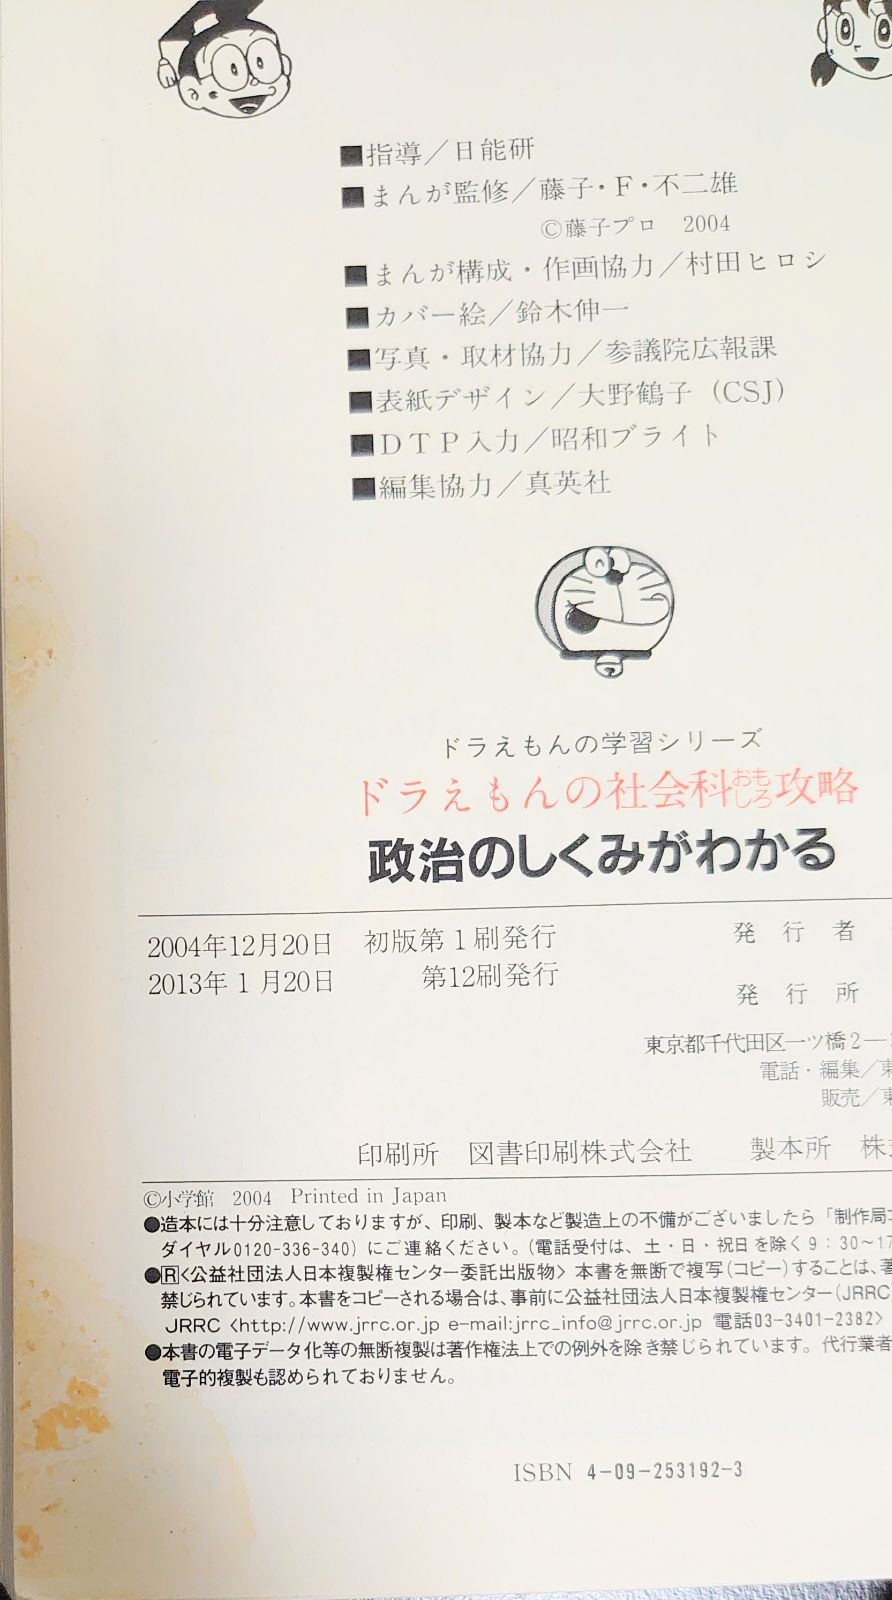 ■指導／日能研
■まんが監修／藤子・F・不二雄
©藤子プロ 2004
■まんが構成・作画協力／村田ヒロシ
■カバー絵／鈴木伸一
■写真・取材協力／参議院広報課
■表紙デザイン／大野鶴子（CSJ）
■DTP入力／昭和ブライト
■編集協力／真英社
ドラえもんの学習シリーズ
ドラえもんの社会科おもしろ攻略
政治のしくみがわかる
2004年12月20日 初版第1刷発行 発行者
2013年1月20日 第12刷発行
発行所
東京都千代田区一ツ橋2－
電話・編集／東
販売／東
印刷所 図書印刷株式会社 製本所 株
©小学館 2004 Printed in Japan
●造本には十分注意しておりますが、印刷、製本など製造上の不備がございましたら「制作局
ダイヤル0120-336-340）にご連絡ください。（電話受付は、土・日・祝日を除く9：30～17
●R<公益社団法人日本複製権センター委託出版物> 本書を無断で複写（コピー）することは、著
禁じられています。本書をコピーされる場合は、事前に公益社団法人日本複製権センター（JRRC）
JRRC <http://www.jrrc.or.jp e-mail:jrrc_info@jrrc.or.jp 電話03-3401-2382>
●本書の電子データ化等の無断複製は著作権法上での例外を除き禁じられています。代行業者
電子的複製も認められておりません。
ISBN 4-09-253192-3